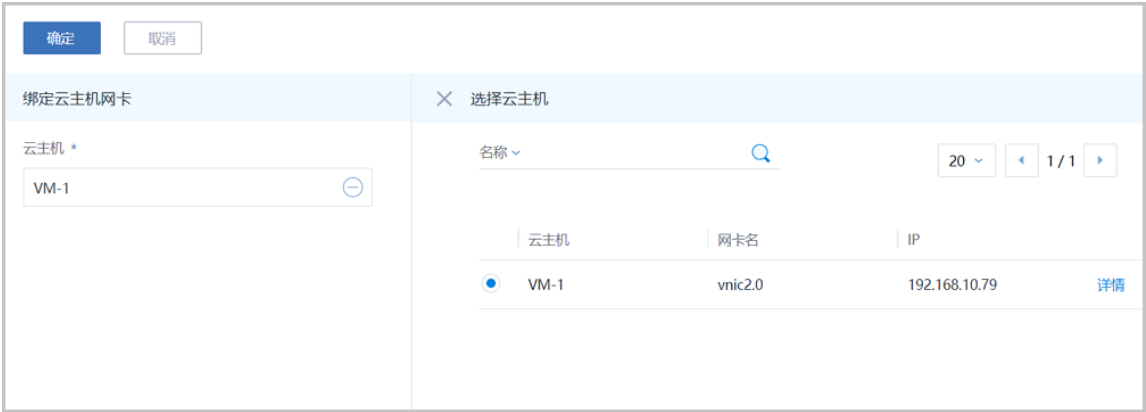 确定 取消
绑定云主机网卡
云主机 *
VM-1
选择云主机
名称
20 1 / 1
云主机 网卡名 IP
VM-1 vnic2.0 192.168.10.79 详情